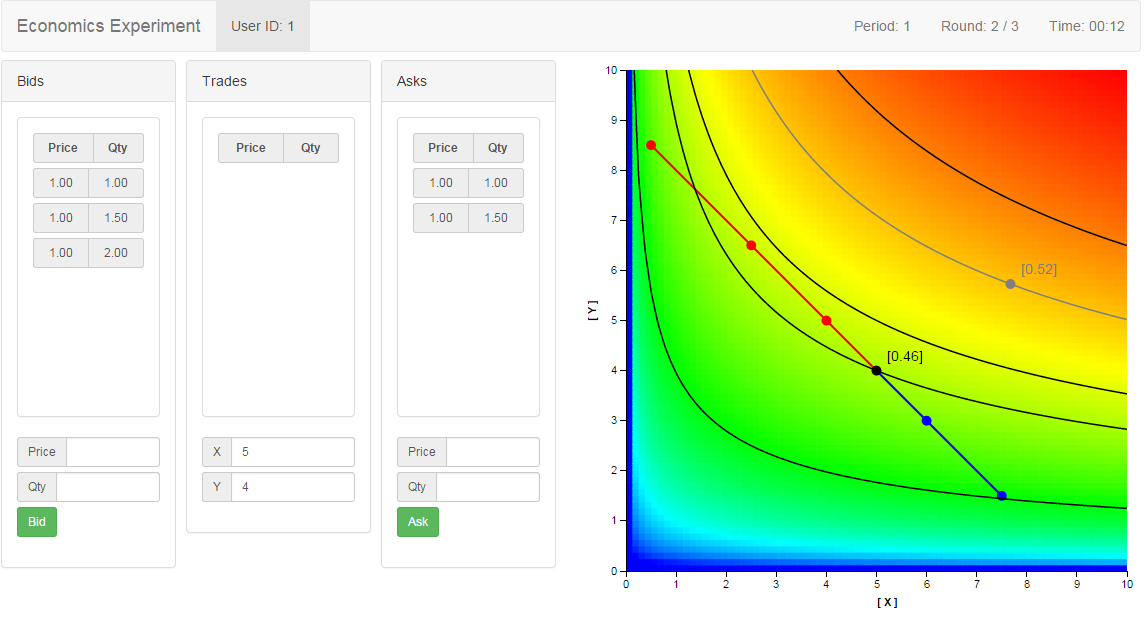 Economics Experiment User ID: 1 Period: 1 Round: 2 / 3 Time: 00:12
Bids
Price Qty
1.00 1.00
1.00 1.50
1.00 2.00
Price
Qty
Bid
Trades
Price Qty
X 5
Y 4
Asks
Price Qty
1.00 1.00
1.00 1.50
Price
Qty
Ask
10
9
8
7
6
5
4
3
2
1
0
[ Y ]
[0.52]
[0.46]
0 1 2 3 4 5 6 7 8 9 10
[ X ]